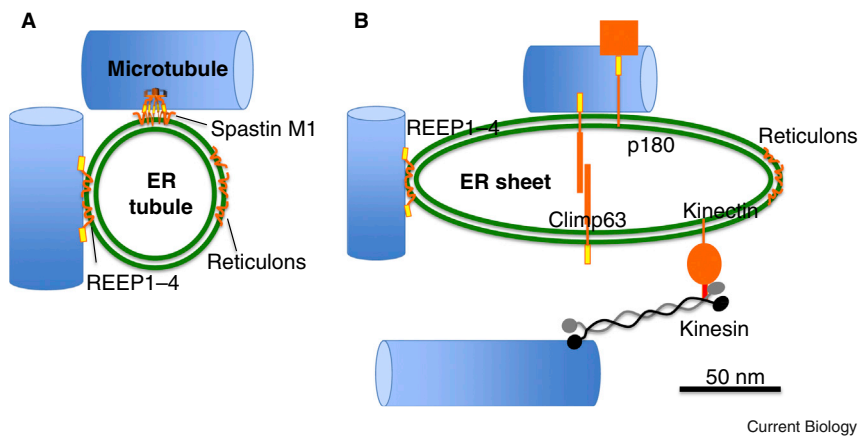 A
Microtubule
Spastin M1
ER
tubule
Reticulons
REEP1–4
B
REEP1–4
p180
Reticulons
ER sheet
Climp63
Kinectin
Kinesin
50 nm
Current Biology